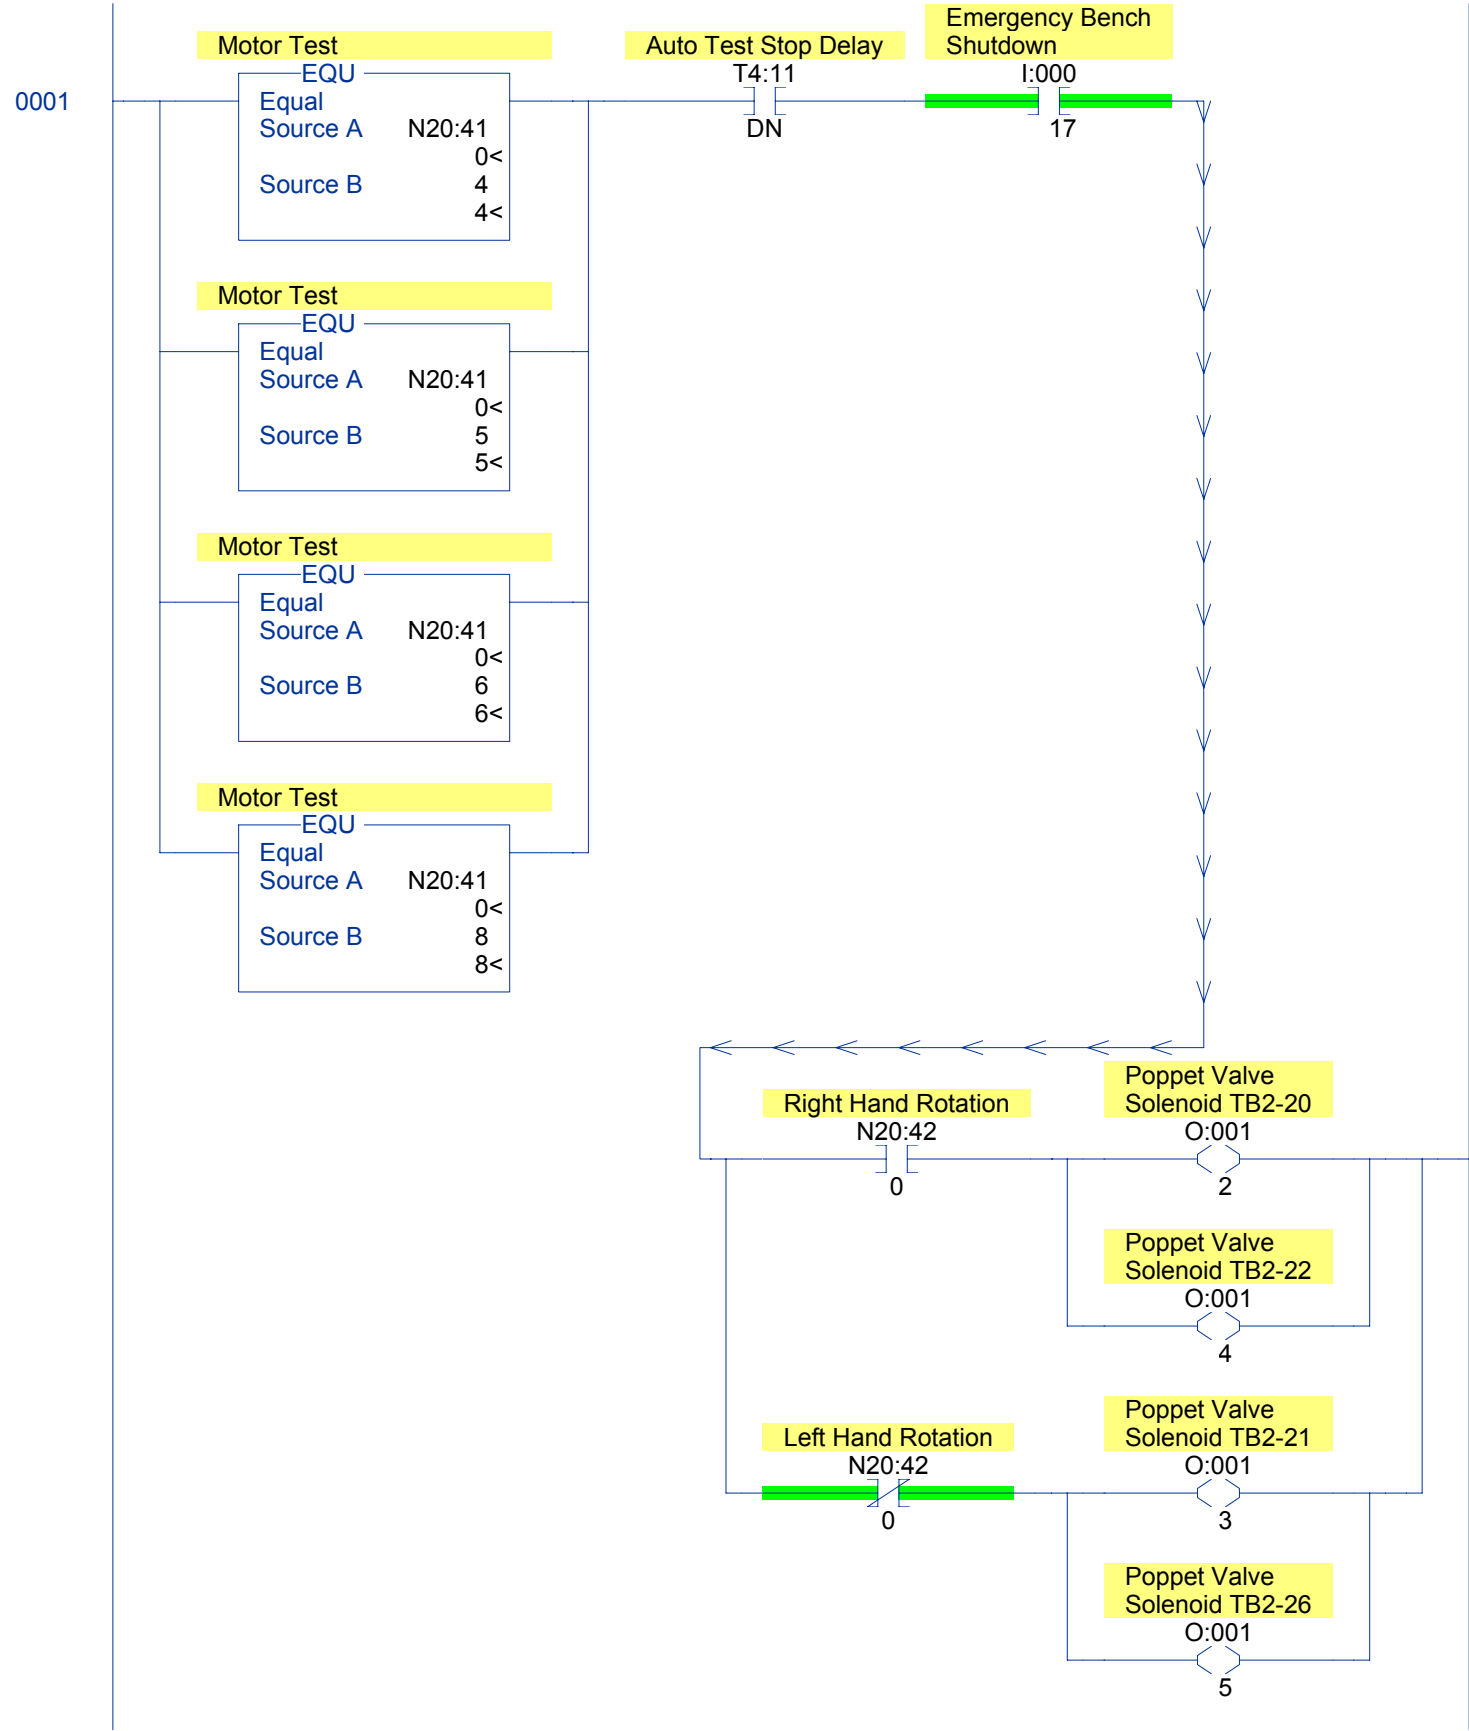 Motor Test
EQU
Equal
Source A N20:41
0<
Source B 4
4<
0001
Auto Test Stop Delay
T4:11
DN
Emergency Bench
Shutdown
I:000
17
Motor Test
EQU
Equal
Source A N20:41
0<
Source B 5
5<
Motor Test
EQU
Equal
Source A N20:41
0<
Source B 6
6<
Motor Test
EQU
Equal
Source A N20:41
0<
Source B 8
8<
Right Hand Rotation
N20:42
0
Poppet Valve
Solenoid TB2-20
O:001
2
Poppet Valve
Solenoid TB2-22
O:001
4
Left Hand Rotation
N20:42
0
Poppet Valve
Solenoid TB2-21
O:001
3
Poppet Valve
Solenoid TB2-26
O:001
5